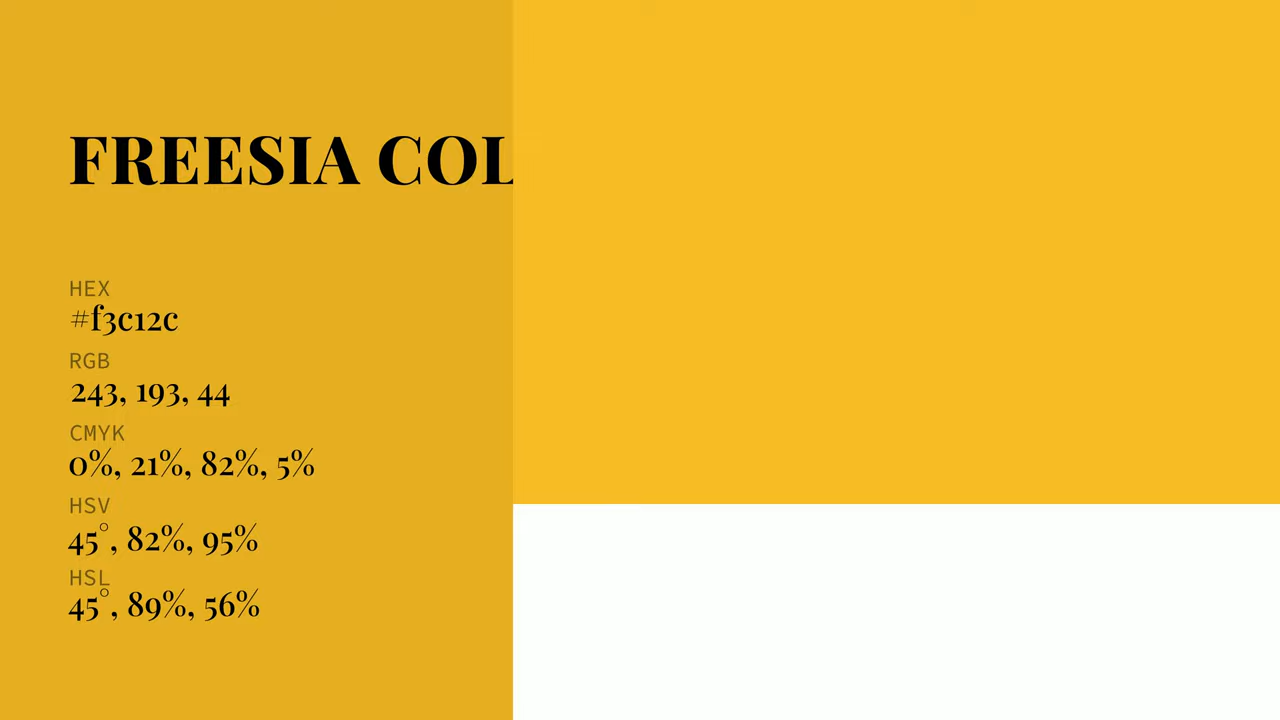 FREESIA COL
HEX
#f3c12c
RGB
243, 193, 44
CMYK
0%, 21%, 82%, 5%
HSV
45°, 82%, 95%
HSL
45°, 89%, 56%